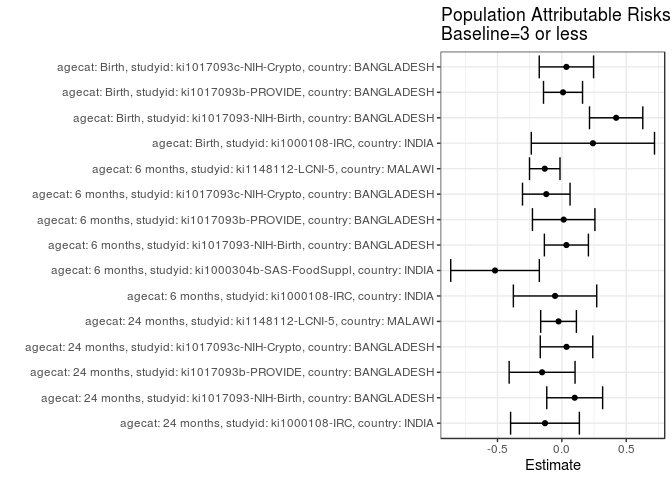 Population Attributable Risks
Baseline=3 or less
agecat: Birth, studyid: ki1017093c-NIH-Crypto, country: BANGLADESH
agecat: Birth, studyid: ki1017093b-PROVIDE, country: BANGLADESH
agecat: Birth, studyid: ki1017093-NIH-Birth, country: BANGLADESH
agecat: Birth, studyid: ki1000108-IRC, country: INDIA
agecat: 6 months, studyid: ki1148112-LCNI-5, country: MALAWI
agecat: 6 months, studyid: ki1017093c-NIH-Crypto, country: BANGLADESH
agecat: 6 months, studyid: ki1017093b-PROVIDE, country: BANGLADESH
agecat: 6 months, studyid: ki1017093-NIH-Birth, country: BANGLADESH
agecat: 6 months, studyid: ki1000304b-SAS-FoodSuppl, country: INDIA
agecat: 6 months, studyid: ki1000108-IRC, country: INDIA
agecat: 24 months, studyid: ki1148112-LCNI-5, country: MALAWI
agecat: 24 months, studyid: ki1017093c-NIH-Crypto, country: BANGLADESH
agecat: 24 months, studyid: ki1017093b-PROVIDE, country: BANGLADESH
agecat: 24 months, studyid: ki1017093-NIH-Birth, country: BANGLADESH
agecat: 24 months, studyid: ki1000108-IRC, country: INDIA
-0.5 0.0 0.5
Estimate